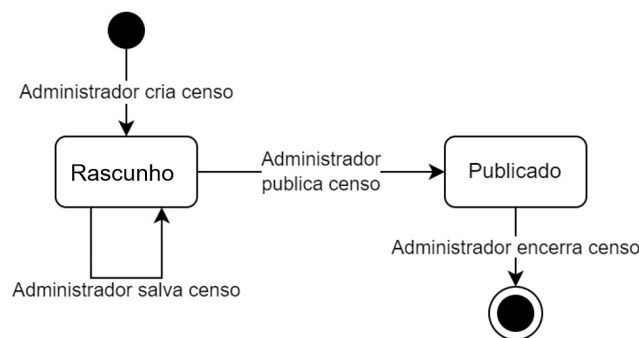 Administrador cria censo
Rascunho
Administrador
publica censo
Publicado
Administrador salva censo
Administrador encerra censo